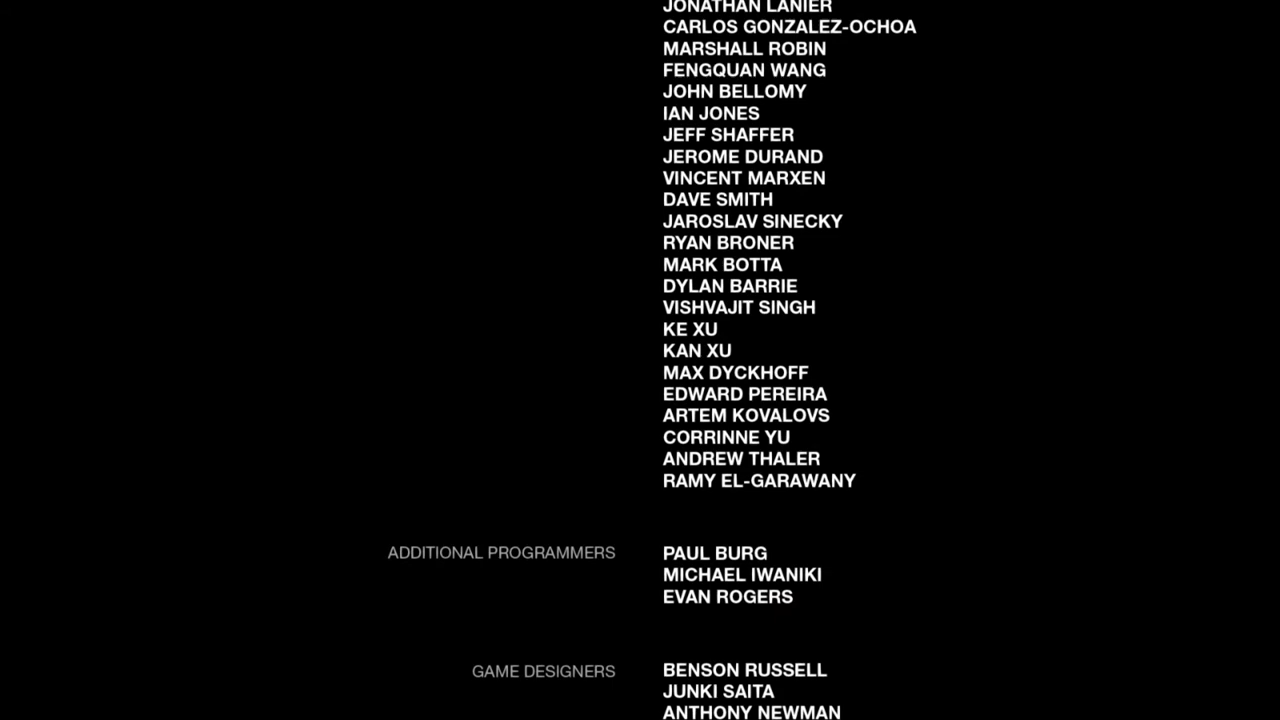 JONATHAN LANIER
CARLOS GONZALEZ-OCHOA
MARSHALL ROBIN
FENGQUAN WANG
JOHN BELLOMY
IAN JONES
JEFF SHAFFER
JEROME DURAND
VINCENT MARXEN
DAVE SMITH
JAROSLAV SINECKY
RYAN BRONER
MARK BOTTA
DYLAN BARRIE
VISHVAJIT SINGH
KE XU
KAN XU
MAX DYCKHOFF
EDWARD PEREIRA
ARTEM KOVALOVS
CORRINNE YU
ANDREW THALER
RAMY EL-GARAWANY
ADDITIONAL PROGRAMMERS PAUL BURG
MICHAEL IWANIKI
EVAN ROGERS
GAME DESIGNERS BENSON RUSSELL
JUNKI SAITA
ANTHONY NEWMAN